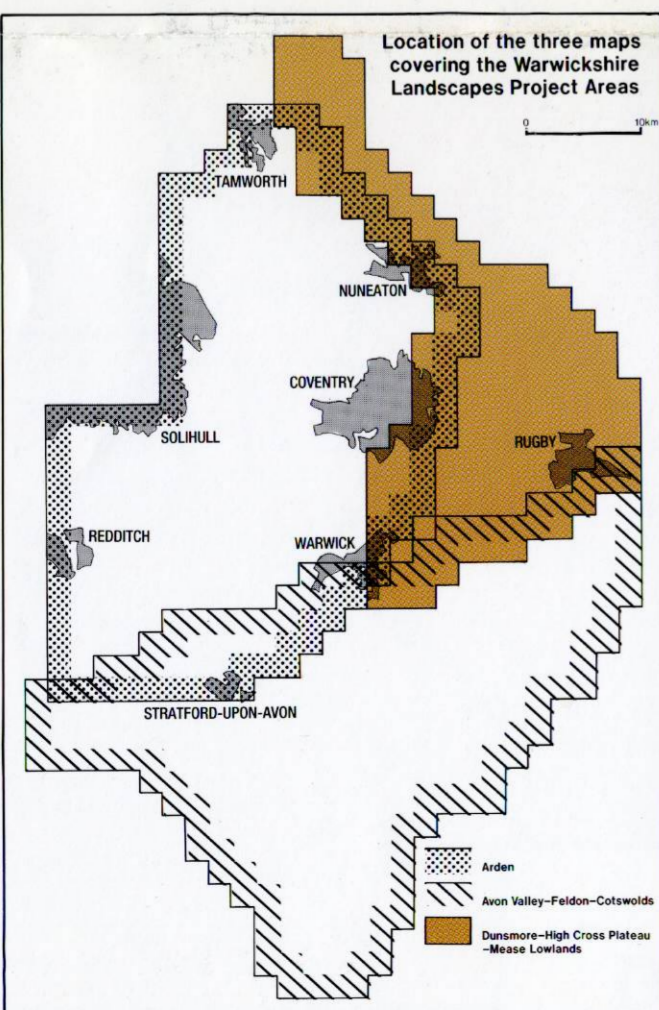 Location of the three maps
covering the Warwickshire
Landscapes Project Areas
0 10km
TAMWORTH
NUNEATON
COVENTRY
SOLIHULL
RUGBY
REDDITCH
WARWICK
STRATFORD-UPON-AVON
Arden
Avon Valley–Feldon–Cotswolds
Dunsmore–High Cross Plateau
–Mease Lowlands